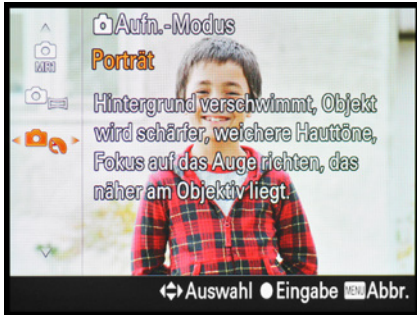 Aufn.-Modus
Porträt
MR1
Hintergrund verschwimmt, Objekt
wird schärfer, weichere Hauttöne,
Fokus auf das Auge richten, das
näher am Objektiv liegt.
Auswahl Eingabe MENU Abbr.